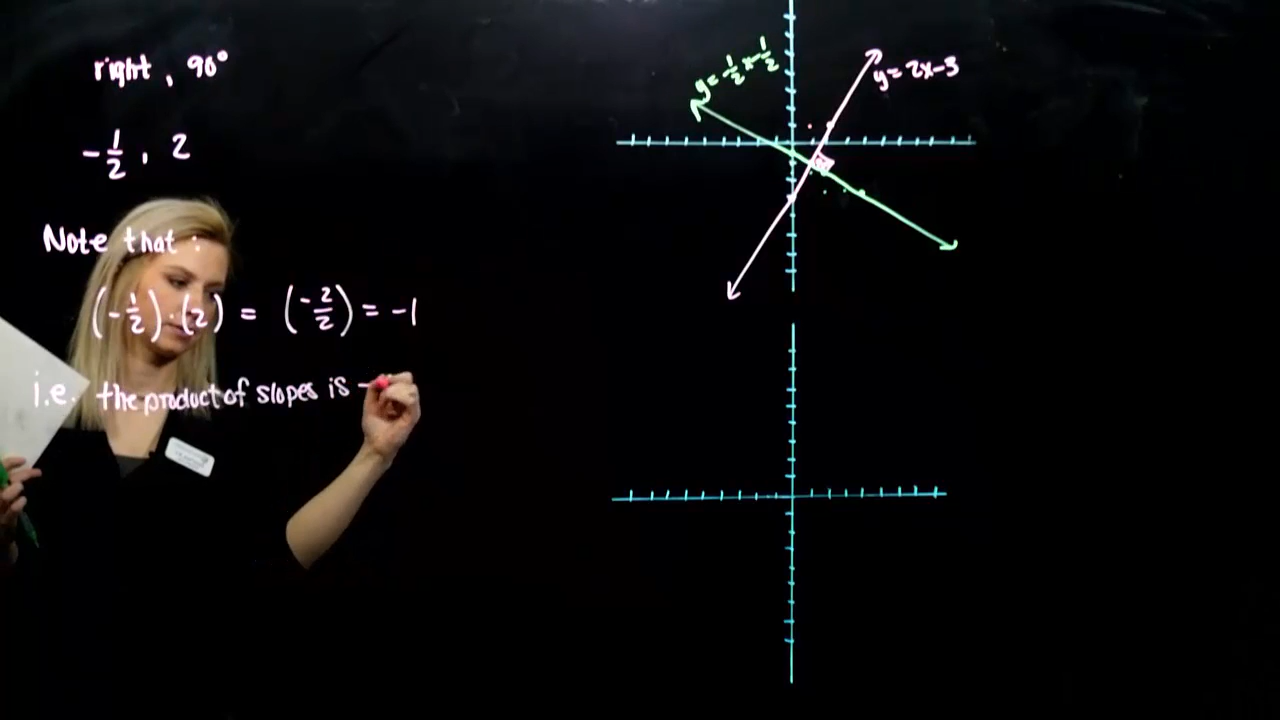 right, 90°
-1/2, 2
Note that:
(-1/2)·(2) = (-2/2) = -1
i.e. the product of slopes is -
y = -1/2 x - 1/2
y = 2x - 3